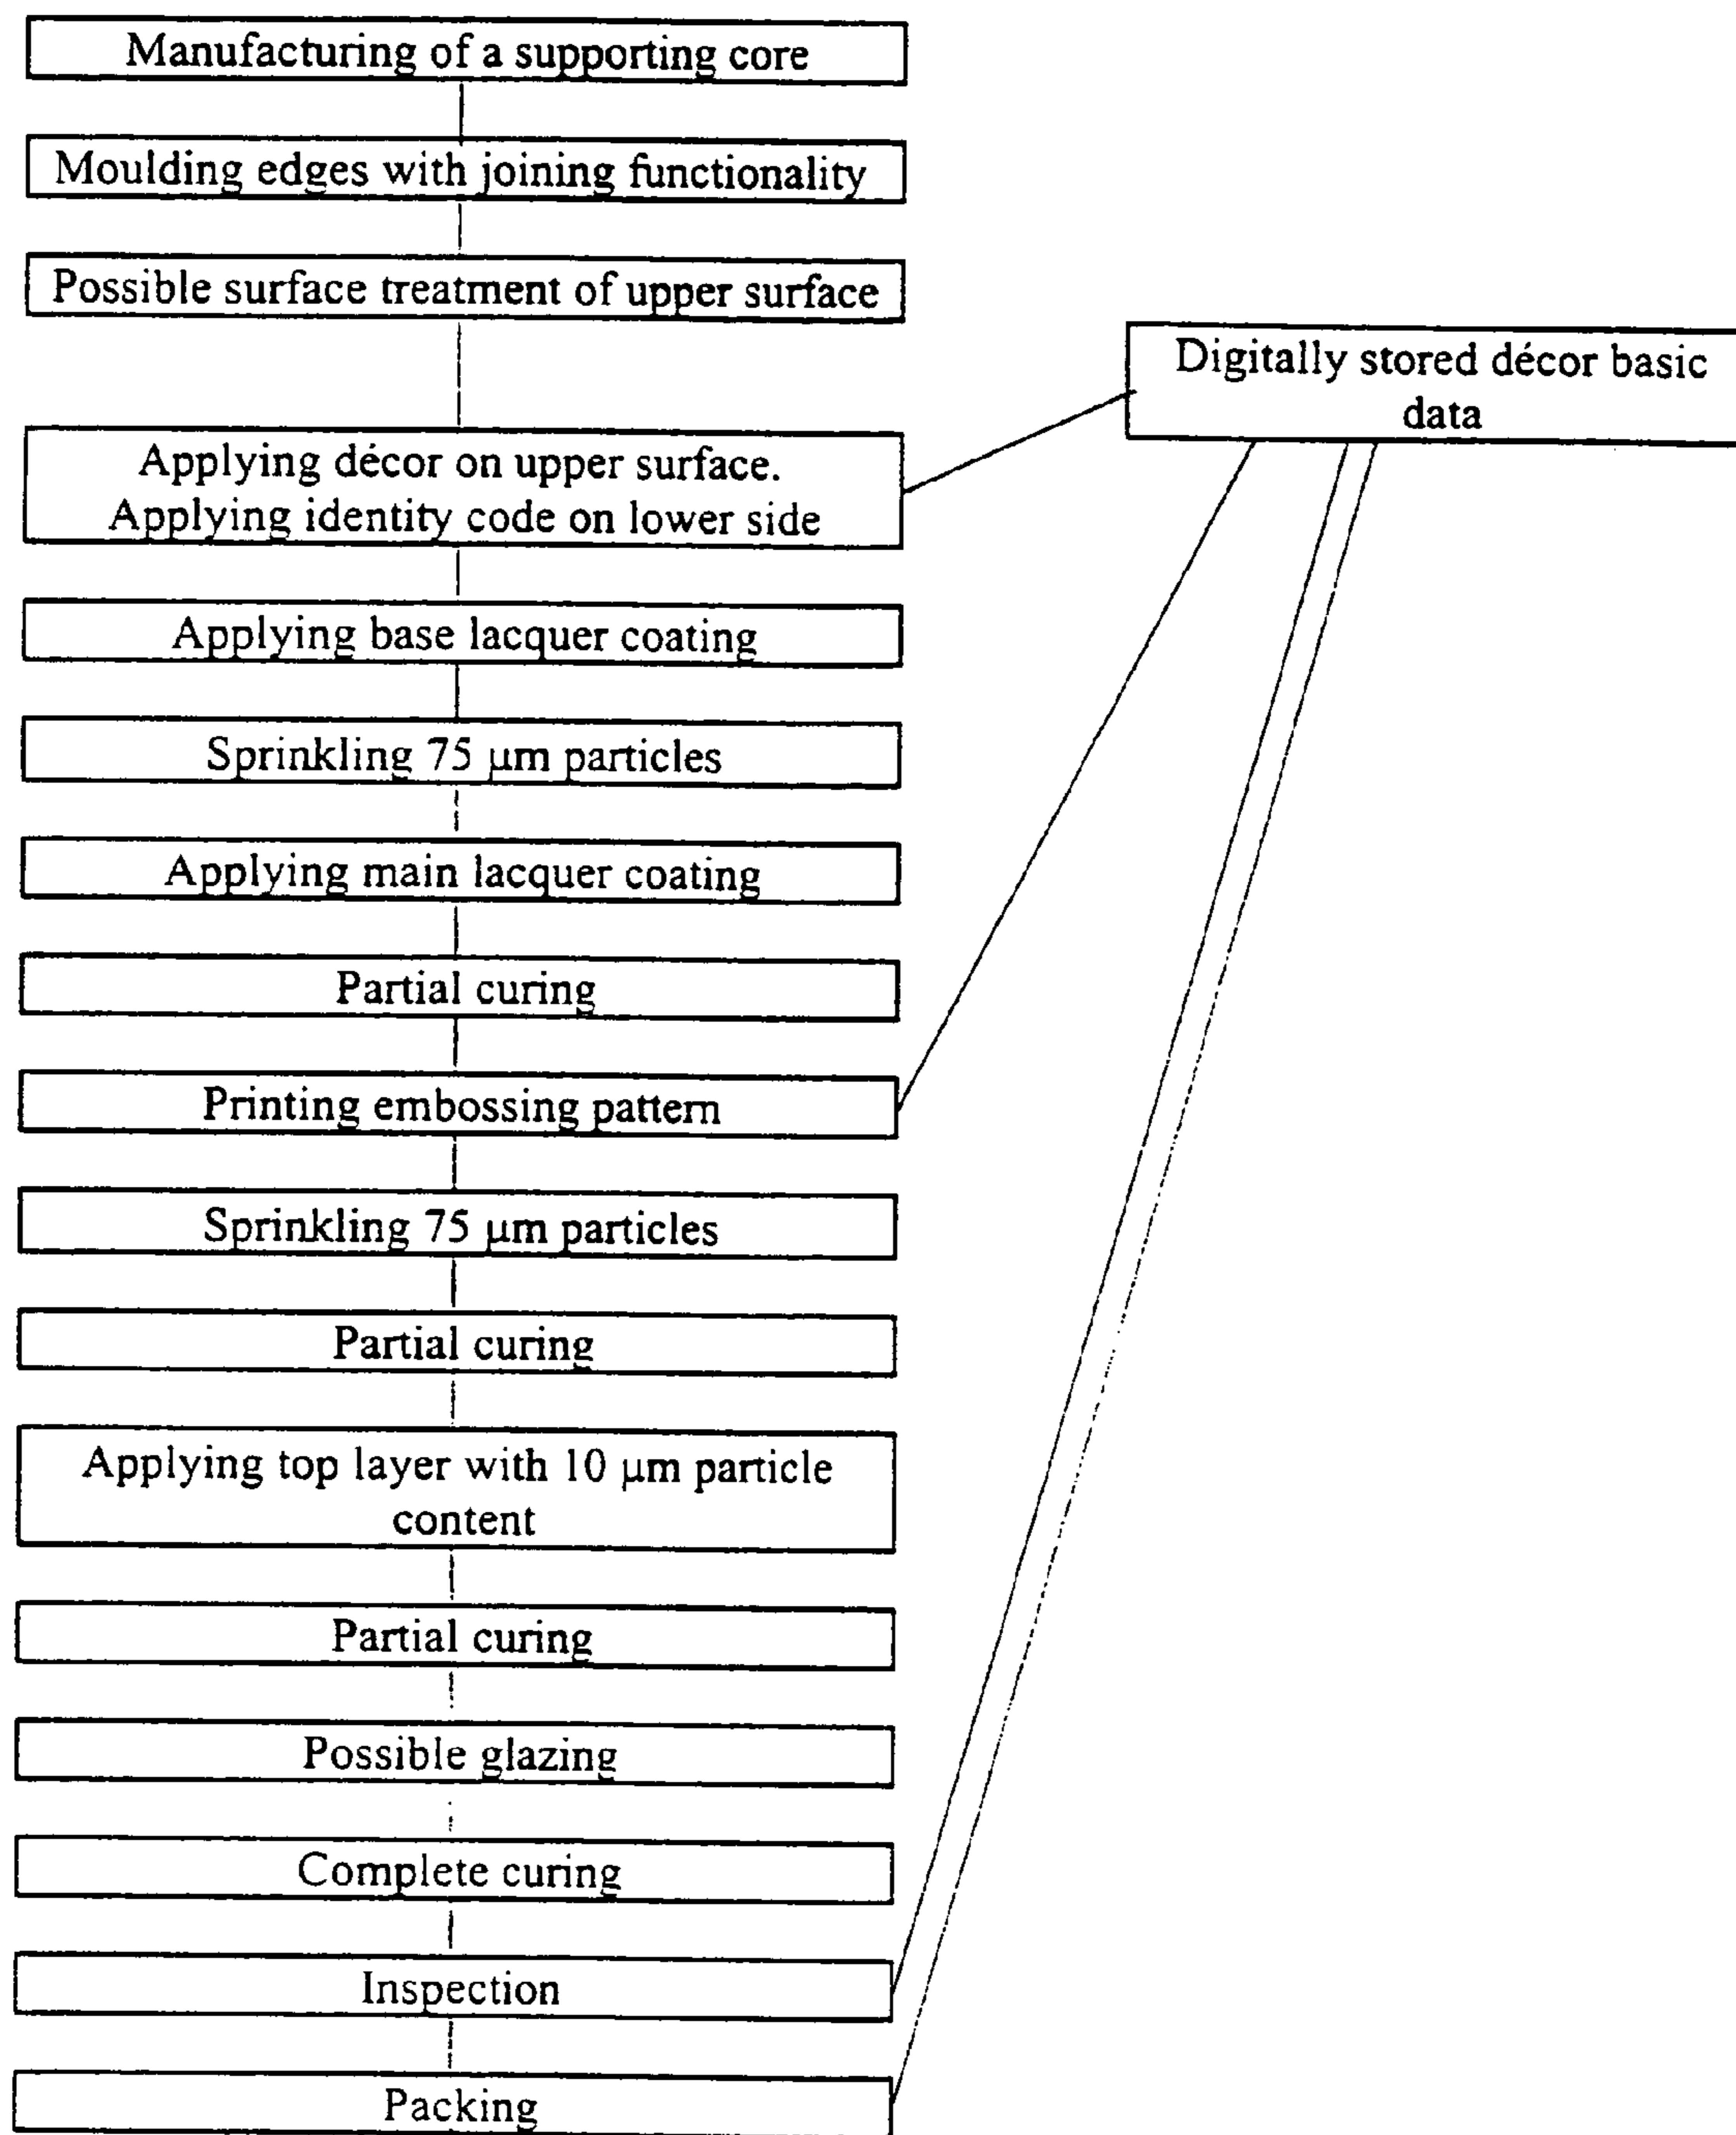 Manufacturing of a supporting core
Moulding edges with joining functionality
Possible surface treatment of upper surface
Digitally stored décor basic
data
Applying décor on upper surface.
Applying identity code on lower side
Applying base lacquer coating
Sprinkling 75 µm particles
Applying main lacquer coating
Partial curing
Printing embossing pattern
Sprinkling 75 µm particles
Partial curing
Applying top layer with 10 µm particle
content
Partial curing
Possible glazing
Complete curing
Inspection
Packing